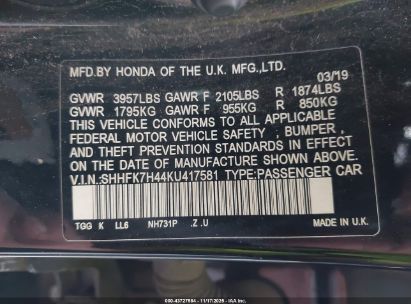 MFD.BY HONDA OF THE U.K. MFG.,LTD.
03/19
GVWR 3957LBS GAWR F 2105LBS R 1874LBS
GVWR 1795KG GAWR F 955KG R 850KG
THIS VEHICLE CONFORMS TO ALL APPLICABLE
FEDERAL MOTOR VEHICLE SAFETY , BUMPER ,
AND THEFT PREVENTION STANDARDS IN EFFECT
ON THE DATE OF MANUFACTURE SHOWN ABOVE.
V.I.N:SHHFK7H44KU417581 TYPE:PASSENGER CAR
TGG K LL6 NH731P .Z .U MADE IN U.K.